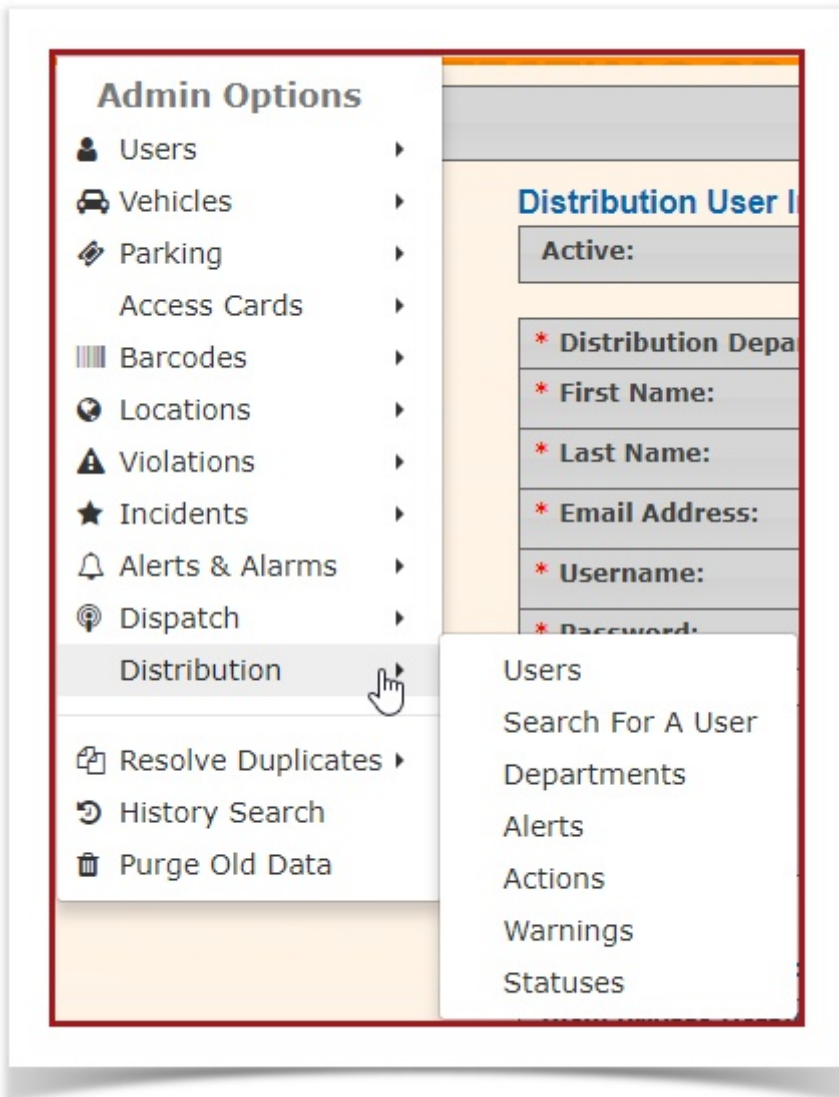 Admin Options
Users
Vehicles
Parking
Access Cards
Barcodes
Locations
Violations
Incidents
Alerts & Alarms
Dispatch
Distribution
Resolve Duplicates
History Search
Purge Old Data
Distribution User
Active:
* Distribution
* First Name:
* Last Name:
* Email Address:
* Username:
* Password:
Users
Search For A User
Departments
Alerts
Actions
Warnings
Statuses